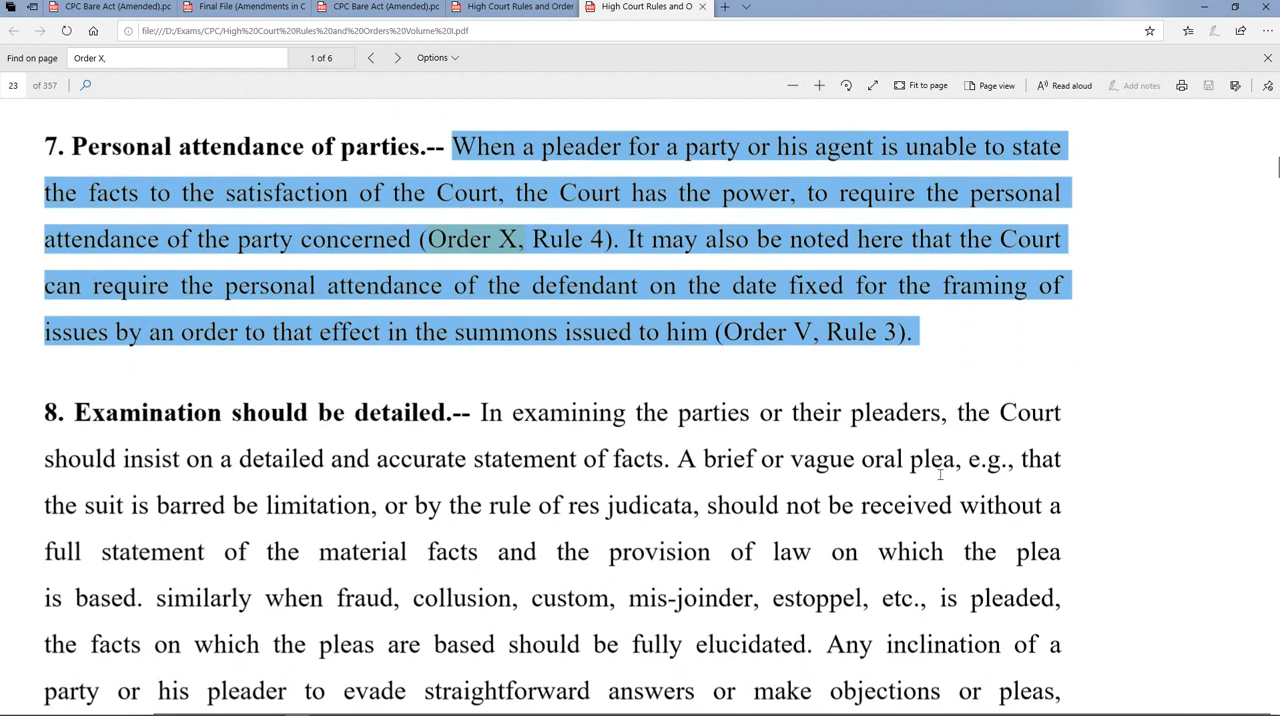 CPC Bare Act (Amended).pc
Final File (Amendments in C
CPC Bare Act (Amended).pc
High Court Rules and Order
High Court Rules and O
file:///D:/Exams/CPC/High%20Court%20Rules%20and%20Orders%20Volume%20I.pdf
Find on page Order X, 1 of 6 Options
23 of 357 Fit to page Page view Read aloud Add notes
7. Personal attendance of parties.-- When a pleader for a party or his agent is unable to state
the facts to the satisfaction of the Court, the Court has the power, to require the personal
attendance of the party concerned (Order X, Rule 4). It may also be noted here that the Court
can require the personal attendance of the defendant on the date fixed for the framing of
issues by an order to that effect in the summons issued to him (Order V, Rule 3).
8. Examination should be detailed.-- In examining the parties or their pleaders, the Court
should insist on a detailed and accurate statement of facts. A brief or vague oral plea, e.g., that
the suit is barred be limitation, or by the rule of res judicata, should not be received without a
full statement of the material facts and the provision of law on which the plea
is based. similarly when fraud, collusion, custom, mis-joinder, estoppel, etc., is pleaded,
the facts on which the pleas are based should be fully elucidated. Any inclination of a
party or his pleader to evade straightforward answers or make objections or pleas,